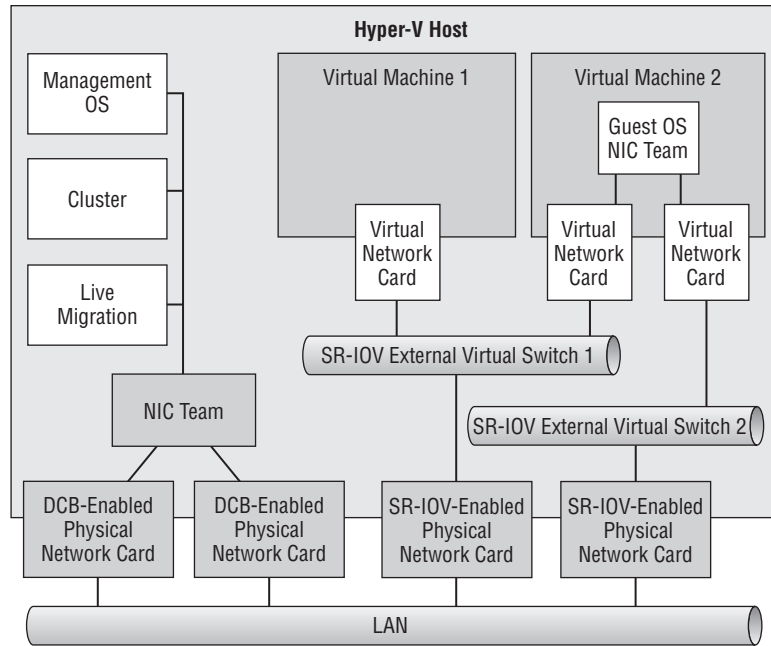 Hyper-V Host
Management
OS
Cluster
Live
Migration
NIC Team
Virtual Machine 1
Virtual
Network
Card
Virtual Machine 2
Guest OS
NIC Team
Virtual
Network
Card
Virtual
Network
Card
SR-IOV External Virtual Switch 1
SR-IOV External Virtual Switch 2
DCB-Enabled
Physical
Network Card
DCB-Enabled
Physical
Network Card
SR-IOV-Enabled
Physical
Network Card
SR-IOV-Enabled
Physical
Network Card
LAN